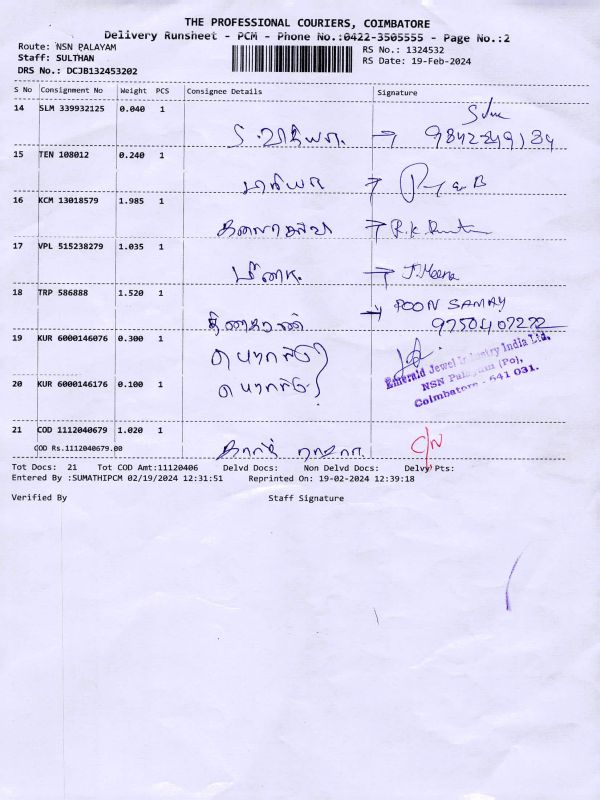 THE PROFESSIONAL COURIERS, COIMBATORE
Delivery Runsheet - PCM - Phone No.:0422-3505555 - Page No.:2
Route: NSN PALAYAM
RS No.: 1324532
Staff: SULTHAN
RS Date: 19-Feb-2024
DRS No.: DCJB132453202
S No Consignment No Weight PCS Consignee Details Signature
14 SLM 339932125 0.040 1
9842849134
15 TEN 108012 0.240 1
16 KCM 13018579 1.985 1
17 VPL 515238279 1.035 1
மீனா. → J. Meena
18 TRP 586888 1.520 1
தினகரன் → POON SAMAY
9750407272
19 KUR 6000146076 0.300 1
Emerald Jewel Industry India Ltd.
NSN Palayam (Po),
Coimbatore - 641 031.
20 KUR 6000146176 0.100 1
21 COD 1112040679 1.020 1
COD Rs.1112040679.00
C/N
Tot Docs: 21 Tot COD Amt:11120406 Delvd Docs: Non Delvd Docs: Delvy Pts:
Entered By :SUMATHIPCM 02/19/2024 12:31:51 Reprinted On: 19-02-2024 12:39:18
Verified By Staff Signature